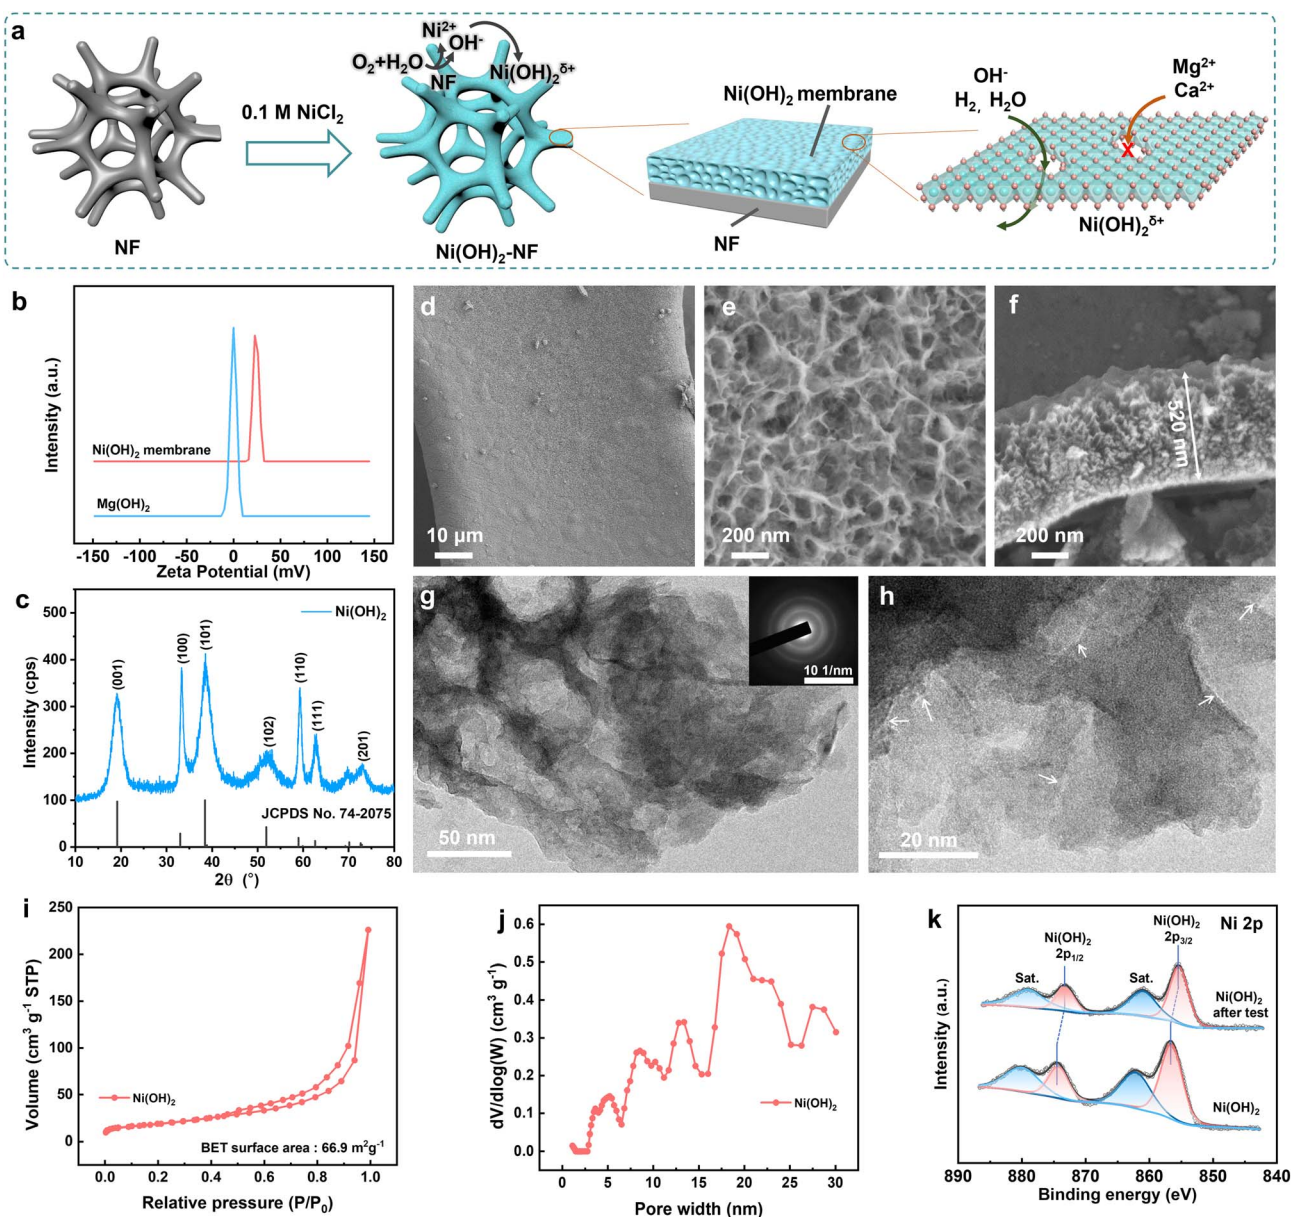 a
NF
0.1 M NiCl₂
O₂+H₂O
Ni²⁺
OH⁻
NF
Ni(OH)₂^δ+
Ni(OH)₂-NF
Ni(OH)₂ membrane
NF
OH⁻
H₂, H₂O
Mg²⁺
Ca²⁺
X
Ni(OH)₂^δ+
b
Intensity (a.u.)
Ni(OH)₂ membrane
Mg(OH)₂
-150 -100 -50 0 50 100 150
Zeta Potential (mV)
c
Intensity (cps)
500
400
300
200
100
0
Ni(OH)₂
(001)
(100)
(101)
(102)
(110)
(111)
(201)
JCPDS No. 74-2075
10 20 30 40 50 60 70 80
2θ (°)
d
10 µm
e
200 nm
f
520 nm
200 nm
g
10 1/nm
50 nm
h
20 nm
i
Volume (cm³ g⁻¹ STP)
250
200
150
100
50
0
Ni(OH)₂
BET surface area : 66.9 m²g⁻¹
0.0 0.2 0.4 0.6 0.8 1.0
Relative pressure (P/P₀)
j
dV/dlog(W) (cm³ g⁻¹)
0.6
0.5
0.4
0.3
0.2
0.1
0.0
Ni(OH)₂
0 5 10 15 20 25 30
Pore width (nm)
k
Ni 2p
Intensity (a.u.)
Ni(OH)₂
2p₃/₂
Ni(OH)₂
2p₁/₂
Sat.
Sat.
Ni(OH)₂
after test
Ni(OH)₂
890 880 870 860 850 840
Binding energy (eV)